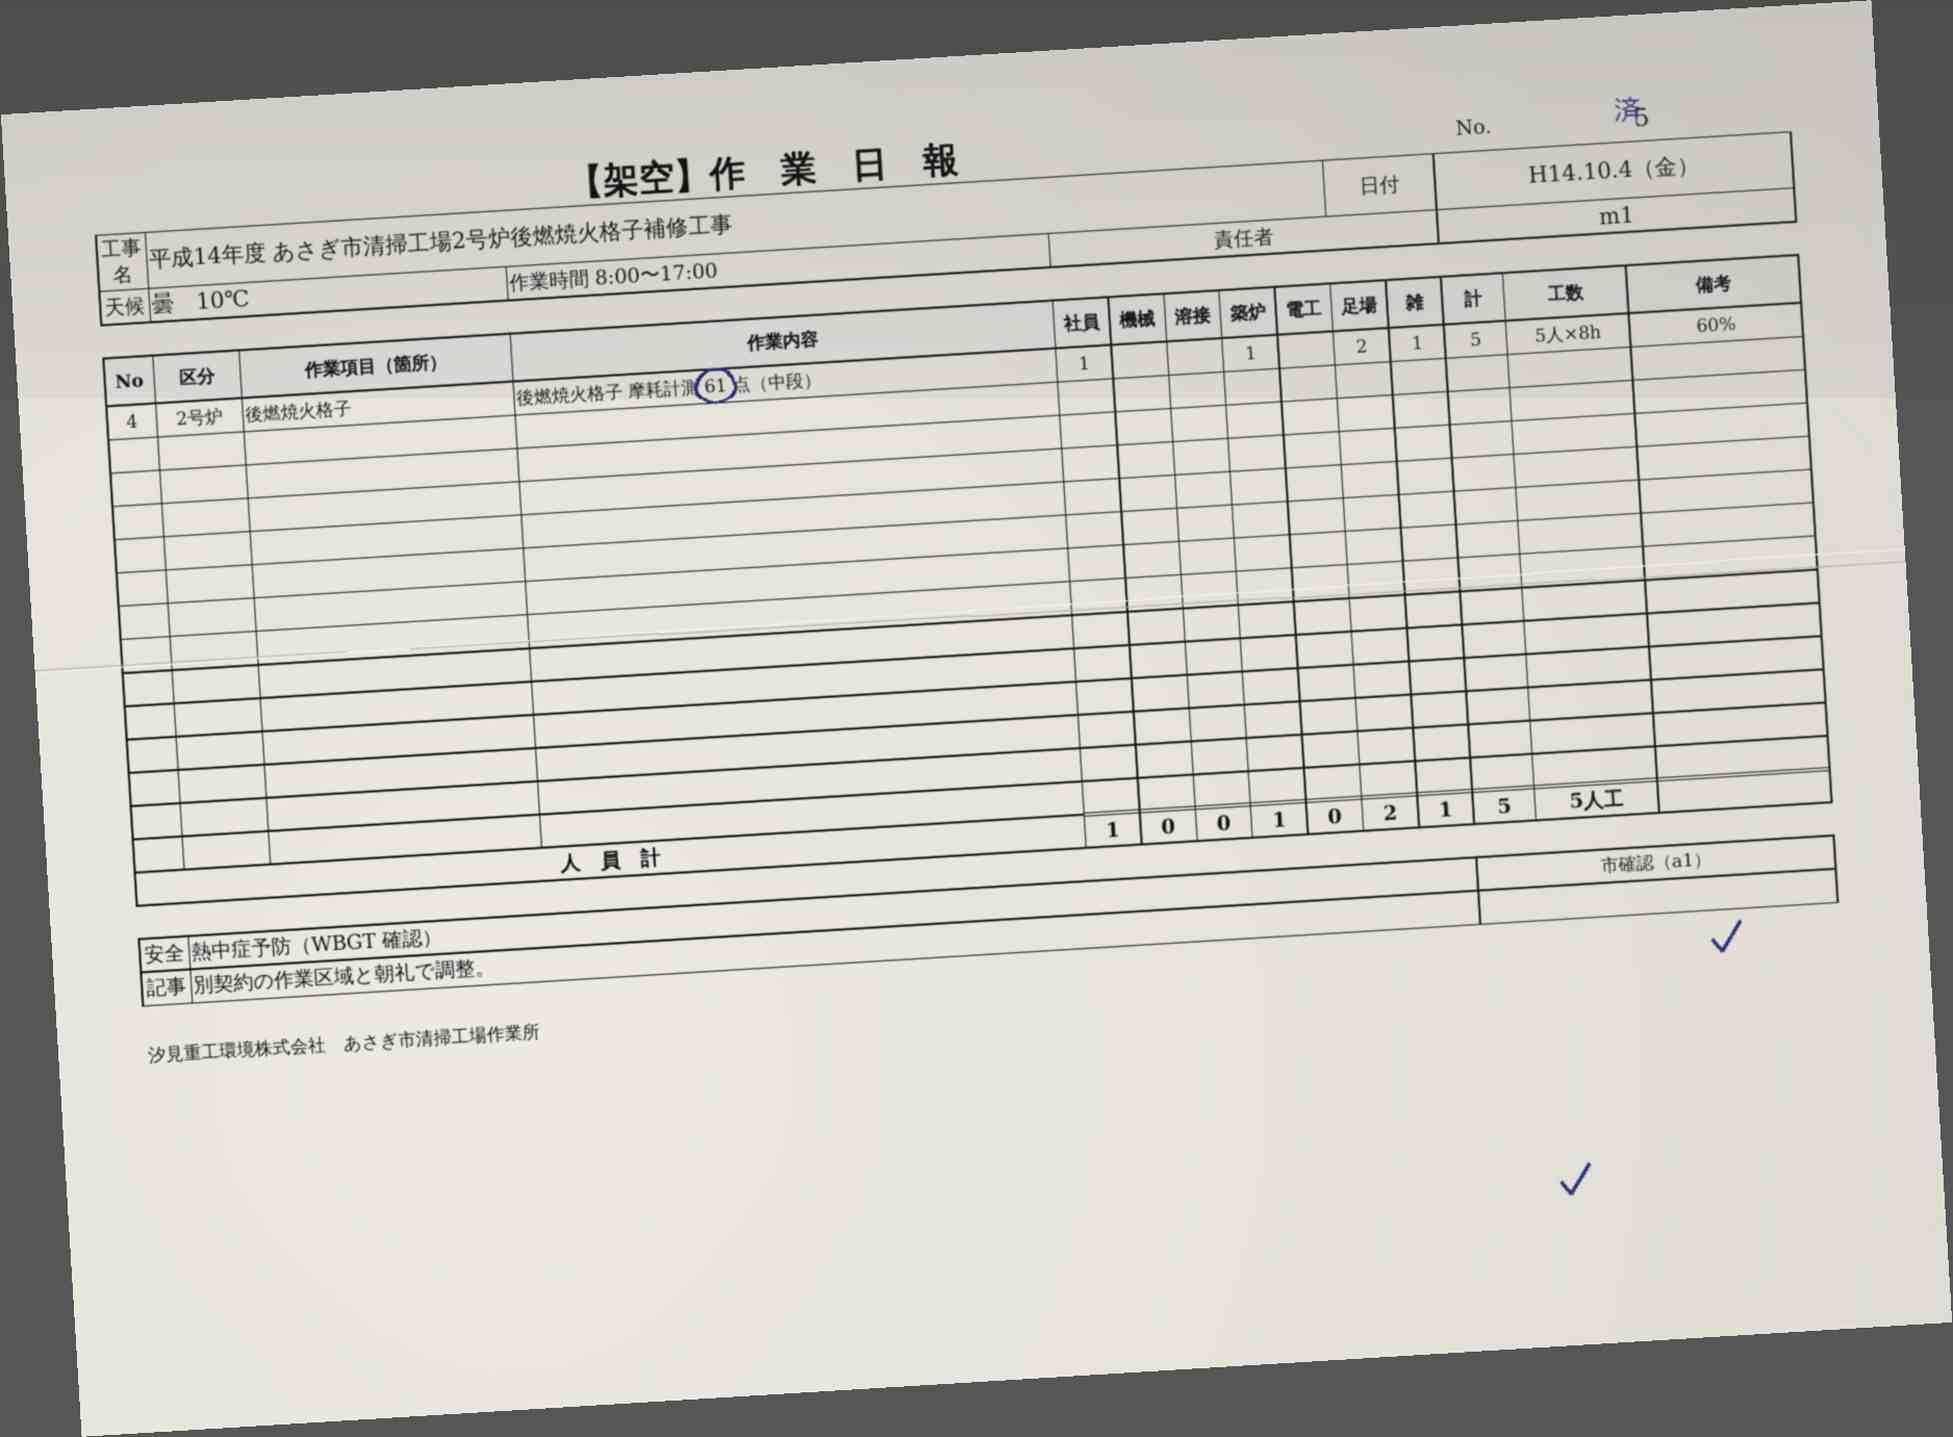 No. 済5
【架空】作 業 日 報
工事名 平成14年度 あさぎ市清掃工場2号炉後燃焼火格子補修工事 日付 H14.10.4（金）
天候 曇 10℃ 作業時間 8:00〜17:00 責任者 m1
No 区分 作業項目（箇所） 作業内容 社員 機械 溶接 築炉 電工 足場 雑 計 工数 備考
4 2号炉 後燃焼火格子 後燃焼火格子 摩耗計測 61 点（中段） 1 1 2 1 5 5人×8h 60%
人 員 計 1 0 0 1 0 2 1 5 5人工
市確認（a1）
安全 熱中症予防（WBGT 確認）
記事 別契約の作業区域と朝礼で調整。
汐見重工環境株式会社 あさぎ市清掃工場作業所